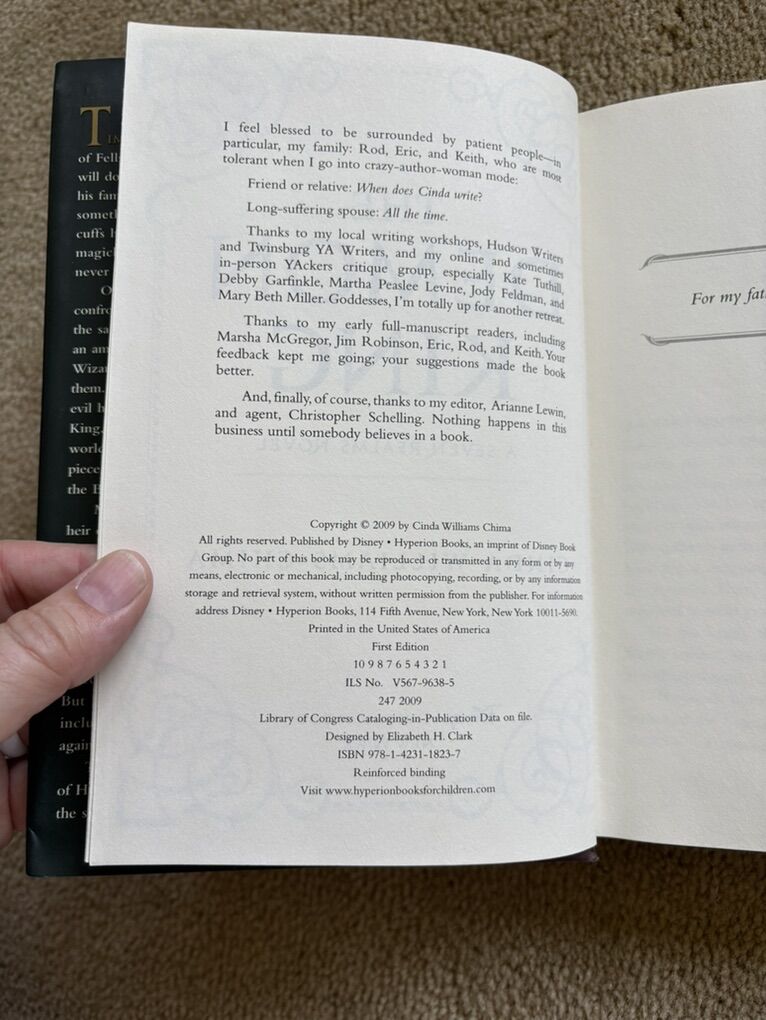 I feel blessed to be surrounded by patient people—in
particular, my family: Rod, Eric, and Keith, who are most
tolerant when I go into crazy-author-woman mode:
Friend or relative: When does Cinda write?
Long-suffering spouse: All the time.
Thanks to my local writing workshops, Hudson Writers
and Twinsburg YA Writers, and my online and sometimes
in-person YAckers critique group, especially Kate Tuthill,
Debby Garfinkle, Martha Peaslee Levine, Jody Feldman, and
Mary Beth Miller. Goddesses, I'm totally up for another retreat.
Thanks to my early full-manuscript readers, including
Marsha McGregor, Jim Robinson, Eric, Rod, and Keith. Your
feedback kept me going; your suggestions made the book
better.
And, finally, of course, thanks to my editor, Arianne Lewin,
and agent, Christopher Schelling. Nothing happens in this
business until somebody believes in a book.
Copyright © 2009 by Cinda Williams Chima
All rights reserved. Published by Disney • Hyperion Books, an imprint of Disney Book
Group. No part of this book may be reproduced or transmitted in any form or by any
means, electronic or mechanical, including photocopying, recording, or by any information
storage and retrieval system, without written permission from the publisher. For information
address Disney • Hyperion Books, 114 Fifth Avenue, New York, New York 10011-5690.
Printed in the United States of America
First Edition
10 9 8 7 6 5 4 3 2 1
ILS No. V567-9638-5
247 2009
Library of Congress Cataloging-in-Publication Data on file.
Designed by Elizabeth H. Clark
ISBN 978-1-4231-1823-7
Reinforced binding
Visit www.hyperionbooksforchildren.com
For my
of Fell
will do
his fam
cuffs h
magic
never
the sa
an am
Wiza
them.
evil h
King.
world
piece
the B
heir
But
inclu
again
of H
the s